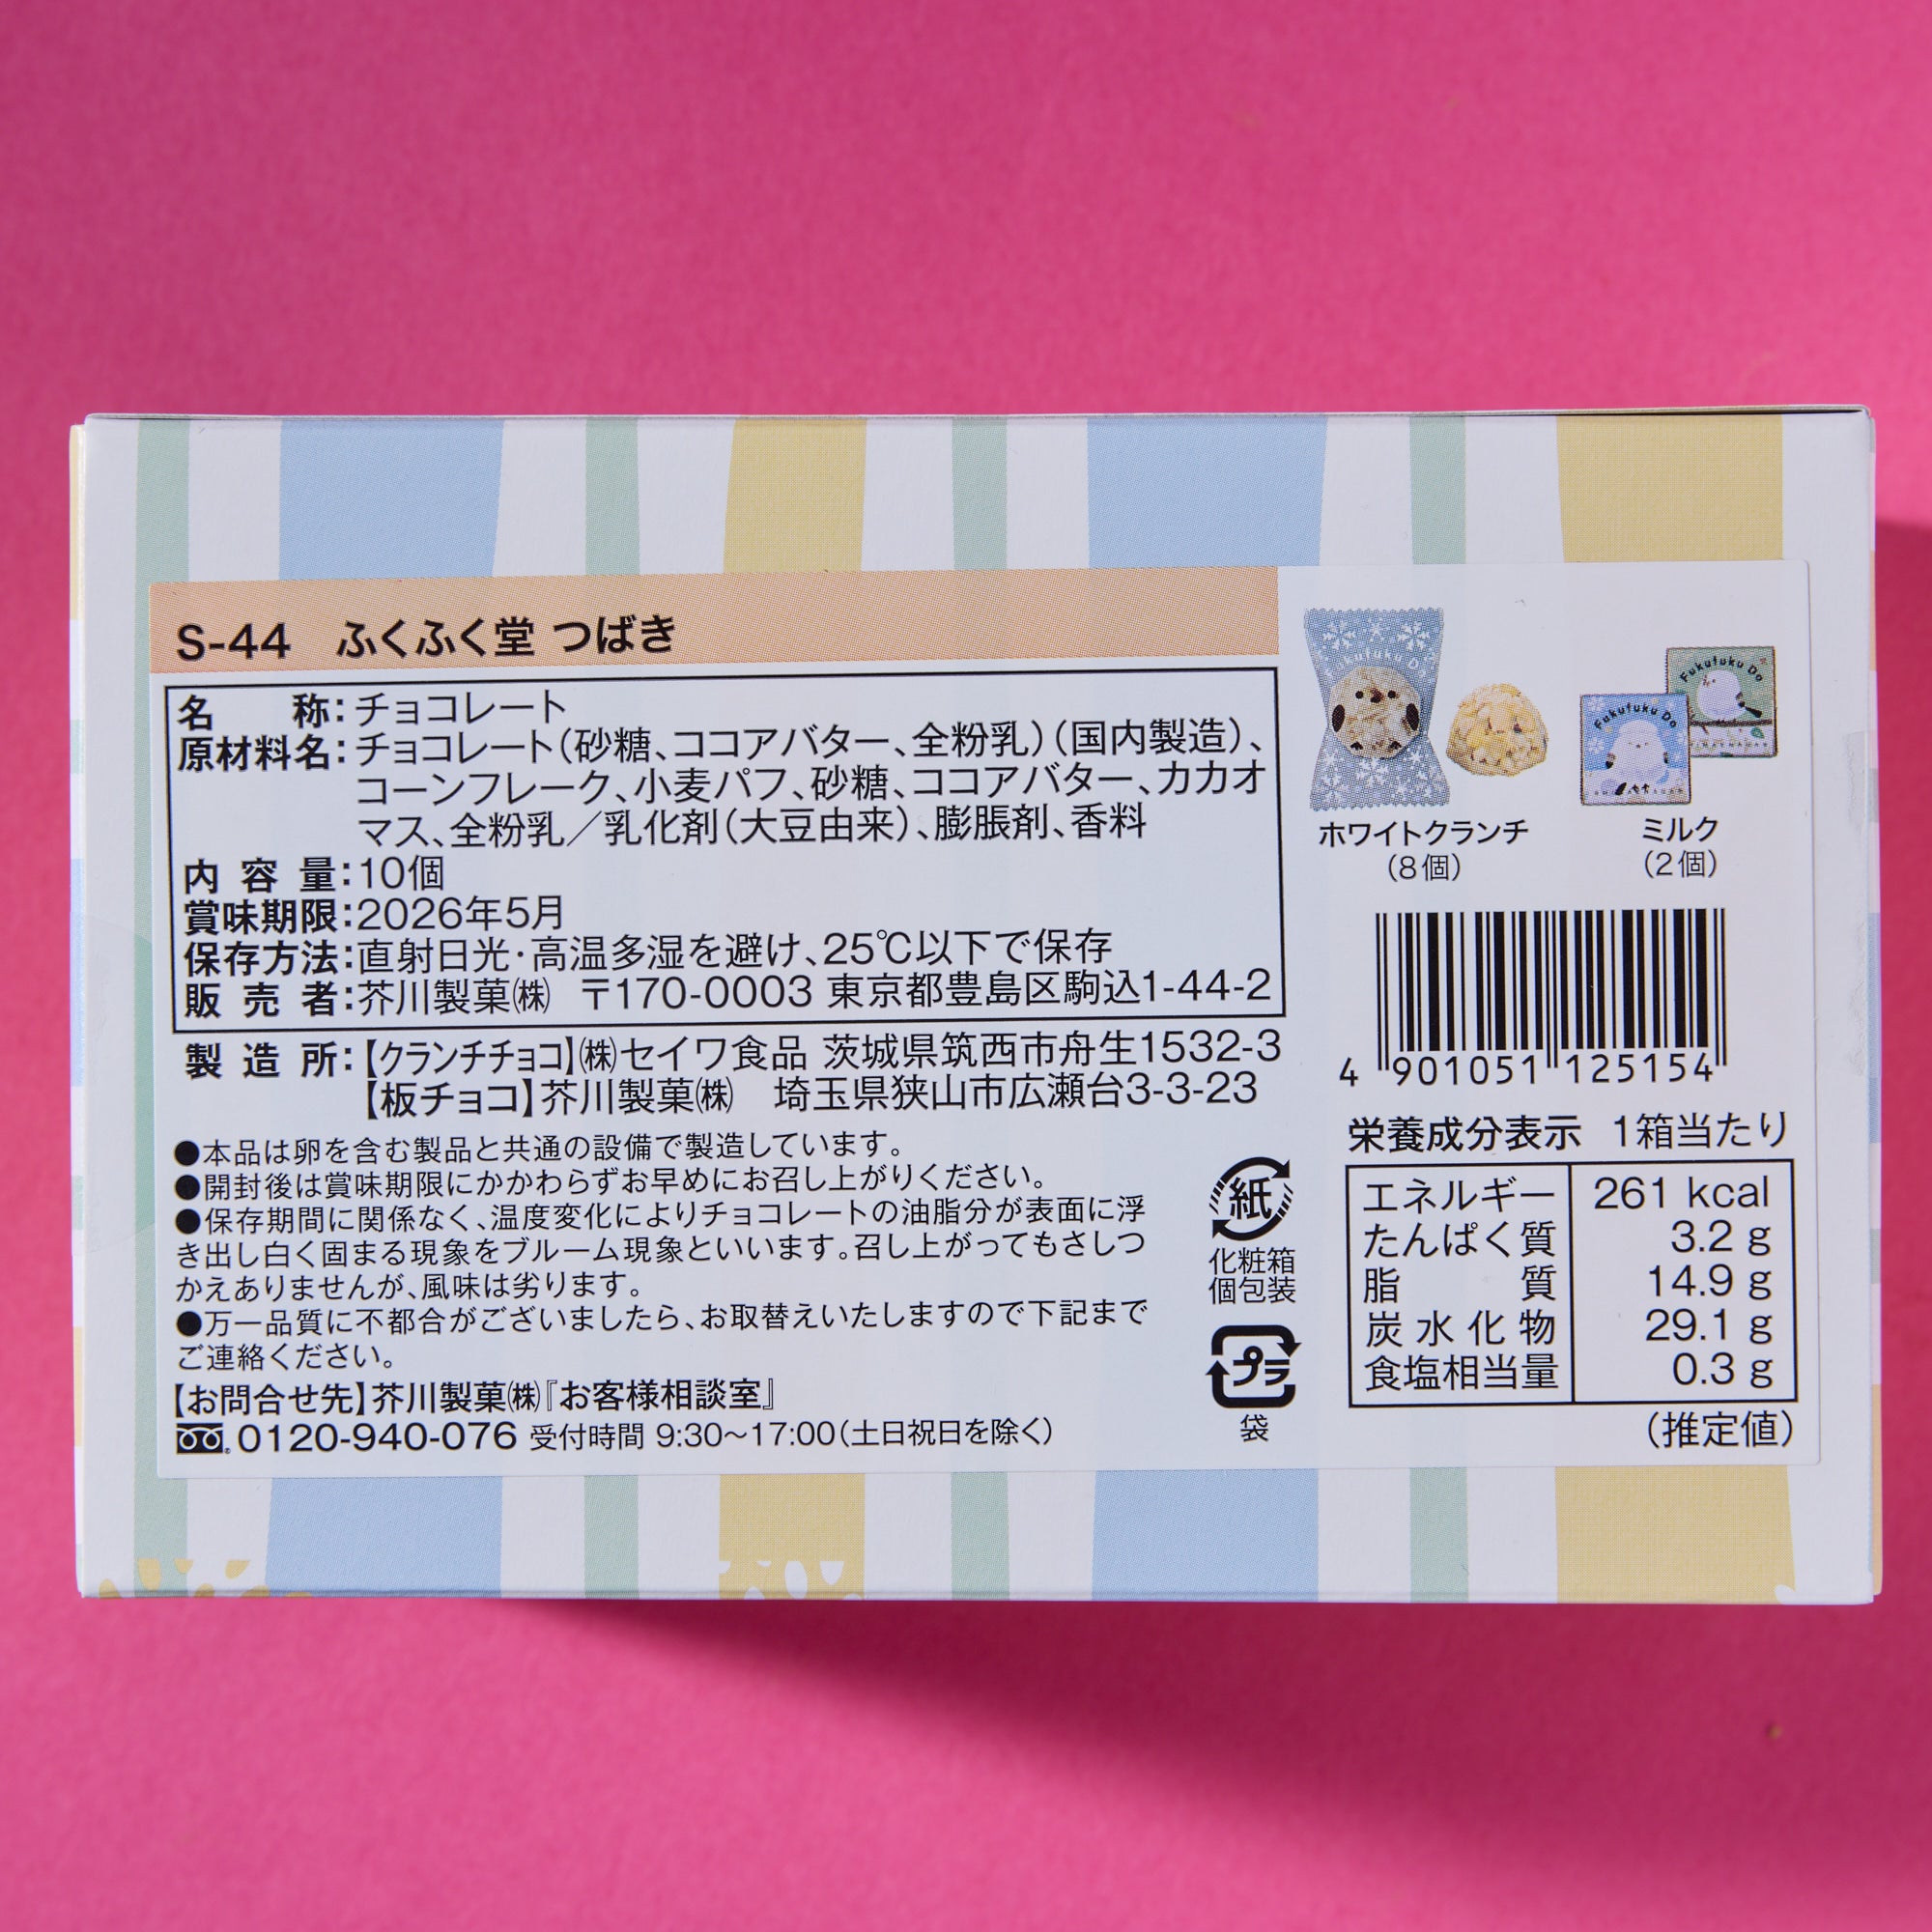 S-44 ふくふく堂 つばき
名称：チョコレート
原材料名：チョコレート（砂糖、ココアバター、全粉乳）（国内製造）、
コーンフレーク、小麦パフ、砂糖、ココアバター、カカオ
マス、全粉乳／乳化剤（大豆由来）、膨脹剤、香料
内容量：10個
賞味期限：2026年5月
保存方法：直射日光・高温多湿を避け、25℃以下で保存
販売者：芥川製菓㈱ 〒170-0003 東京都豊島区駒込1-44-2
製造所：【クランチチョコ】㈱セイワ食品 茨城県筑西市舟生1532-3
【板チョコ】芥川製菓㈱ 埼玉県狭山市広瀬台3-3-23
●本品は卵を含む製品と共通の設備で製造しています。
●開封後は賞味期限にかかわらずお早めにお召し上がりください。
●保存期間に関係なく、温度変化によりチョコレートの油脂分が表面に浮
き出し白く固まる現象をブルーム現象といいます。召し上がってもさしつ
かえありませんが、風味は劣ります。
●万一品質に不都合がございましたら、お取替えいたしますので下記まで
ご連絡ください。
【お問合せ先】芥川製菓㈱『お客様相談室』
0120-940-076 受付時間 9:30～17:00（土日祝日を除く）
紙
化粧箱
個包装
プラ
袋
Fukufuku Do
Fukufuku Do
ホワイトクランチ
（8個）
ミルク
（2個）
4 901051 125154
栄養成分表示 1箱当たり
エネルギー 261 kcal
たんぱく質 3.2 g
脂質 14.9 g
炭水化物 29.1 g
食塩相当量 0.3 g
（推定値）